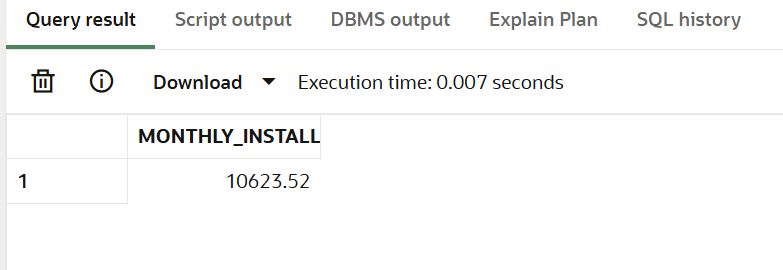 Query result Script output DBMS output Explain Plan SQL history
Download Execution time: 0.007 seconds
MONTHLY_INSTALL
1 10623.52